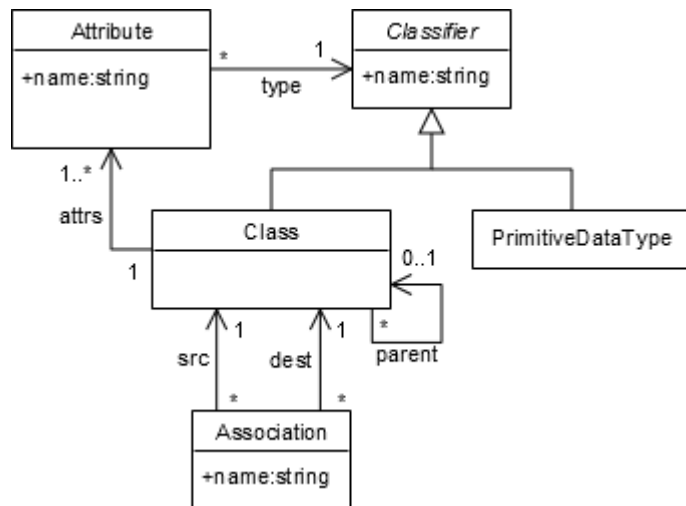 Attribute
Classifier
+name:string
* 1
type
+name:string
1..*
attrs
1
Class
PrimitiveDataType
0..1
*
parent
1
1
src
dest
*
*
Association
+name:string